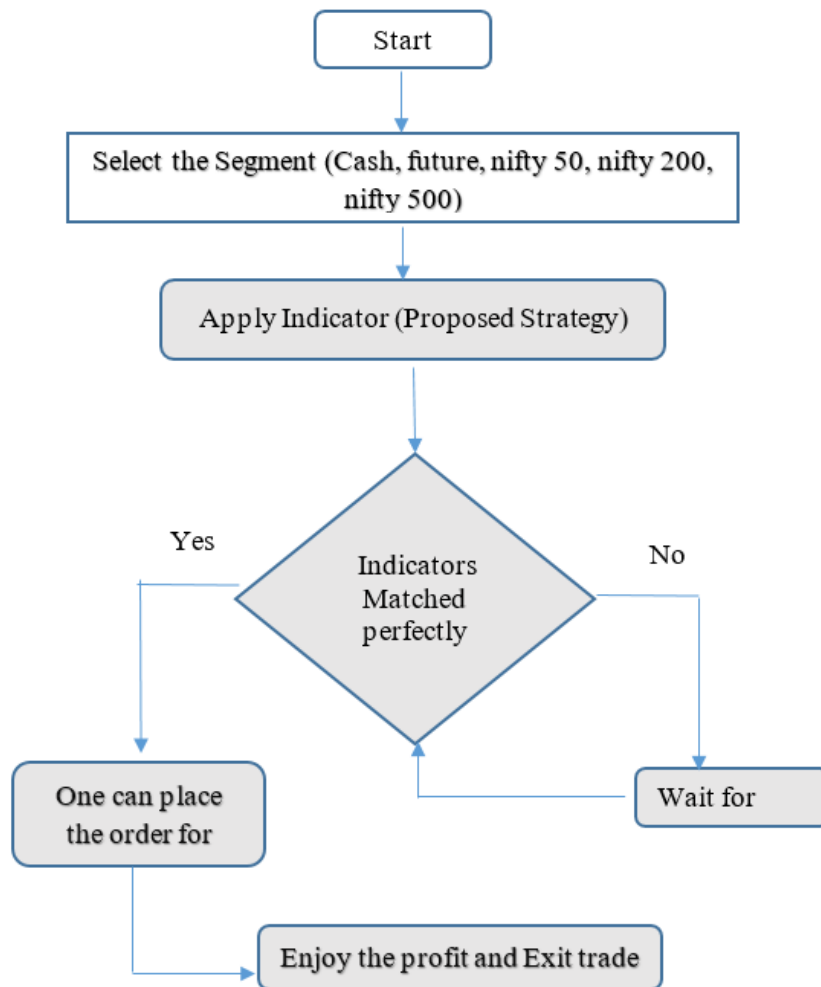 Start
Select the Segment (Cash, future, nifty 50, nifty 200,
nifty 500)
Apply Indicator (Proposed Strategy)
Indicators
Matched
perfectly
Yes
No
One can place
the order for
Wait for
Enjoy the profit and Exit trade